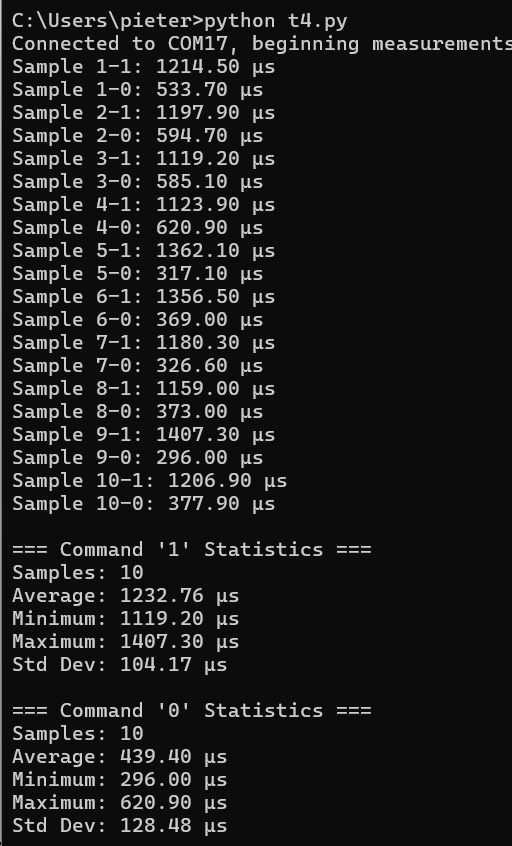 C:\Users\pieter>python t4.py
Connected to COM17, beginning measurements
Sample 1-1: 1214.50 µs
Sample 1-0: 533.70 µs
Sample 2-1: 1197.90 µs
Sample 2-0: 594.70 µs
Sample 3-1: 1119.20 µs
Sample 3-0: 585.10 µs
Sample 4-1: 1123.90 µs
Sample 4-0: 620.90 µs
Sample 5-1: 1362.10 µs
Sample 5-0: 317.10 µs
Sample 6-1: 1356.50 µs
Sample 6-0: 369.00 µs
Sample 7-1: 1180.30 µs
Sample 7-0: 326.60 µs
Sample 8-1: 1159.00 µs
Sample 8-0: 373.00 µs
Sample 9-1: 1407.30 µs
Sample 9-0: 296.00 µs
Sample 10-1: 1206.90 µs
Sample 10-0: 377.90 µs

=== Command '1' Statistics ===
Samples: 10
Average: 1232.76 µs
Minimum: 1119.20 µs
Maximum: 1407.30 µs
Std Dev: 104.17 µs

=== Command '0' Statistics ===
Samples: 10
Average: 439.40 µs
Minimum: 296.00 µs
Maximum: 620.90 µs
Std Dev: 128.48 µs